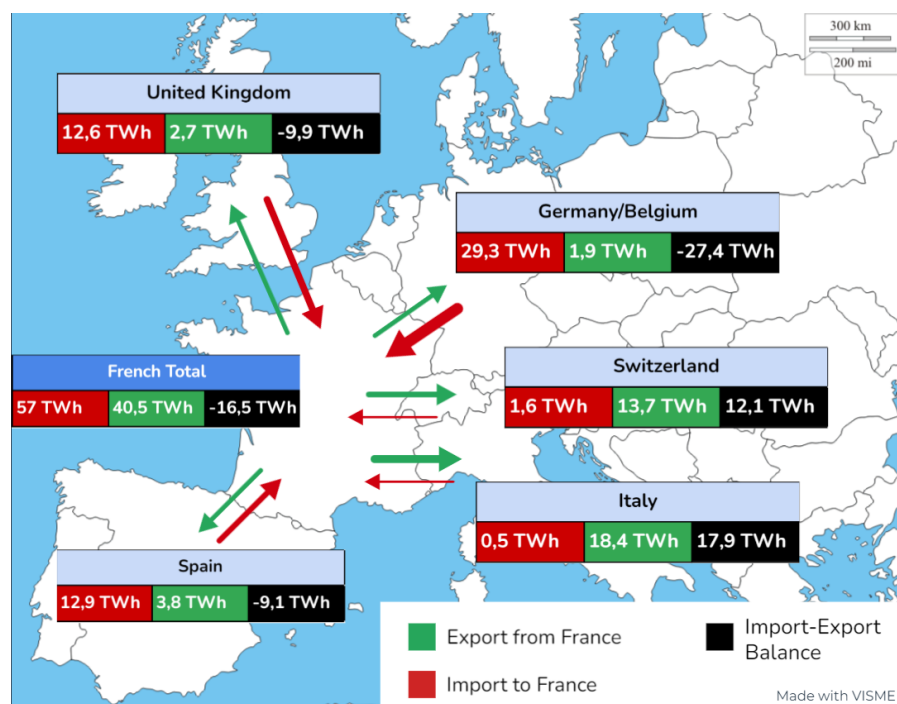 300 km
200 mi
United Kingdom
12,6 TWh 2,7 TWh -9,9 TWh
Germany/Belgium
29,3 TWh 1,9 TWh -27,4 TWh
French Total
57 TWh 40,5 TWh -16,5 TWh
Switzerland
1,6 TWh 13,7 TWh 12,1 TWh
Italy
0,5 TWh 18,4 TWh 17,9 TWh
Spain
12,9 TWh 3,8 TWh -9,1 TWh
Export from France
Import to France
Import-Export
Balance
Made with VISME